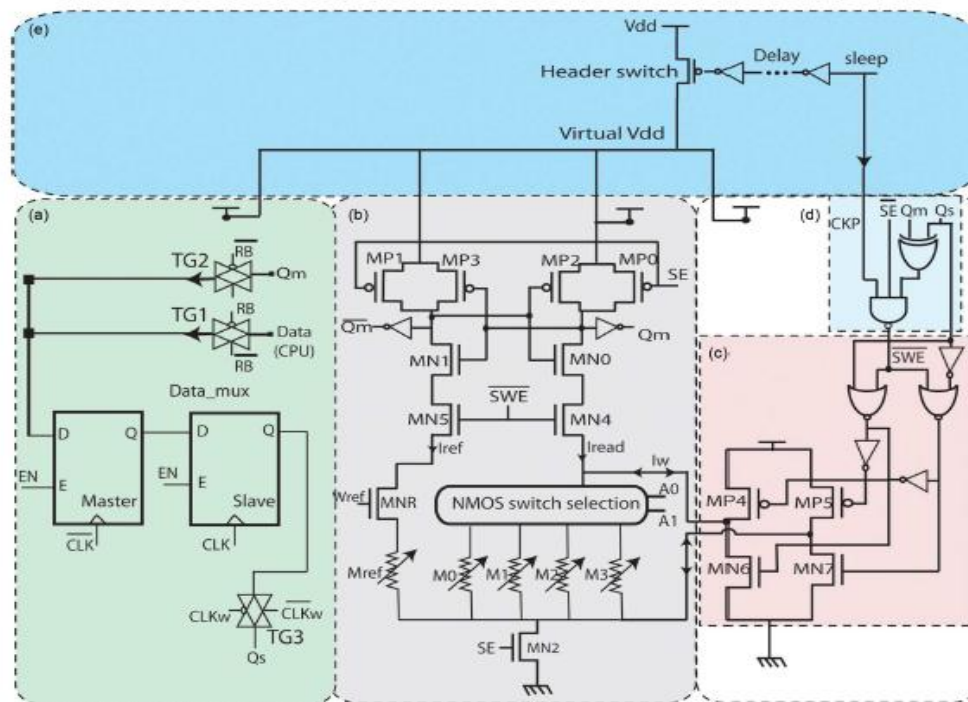 (e)
Vdd
Header switch
Delay
sleep
Virtual Vdd
(a)
TG2
RB
Qm
RB
TG1
RB
Data
(CPU)
RB
Data_mux
D
Q
EN
E
Master
CLK
D
Q
EN
E
Slave
CLK
CLKw
CLKw
TG3
Qs
(b)
MP1
MP3
MP2
MP0
SE
Qm
Qm
MN1
MN0
SWE
MN5
MN4
Iref
Iread
Iw
Wref
MNR
NMOS switch selection
A0
A1
Mref
M0
M1
M2
M3
SE
MN2
(d)
CKP
SE
Qm
Qs
(c)
SWE
MP4
MP5
MN6
MN7